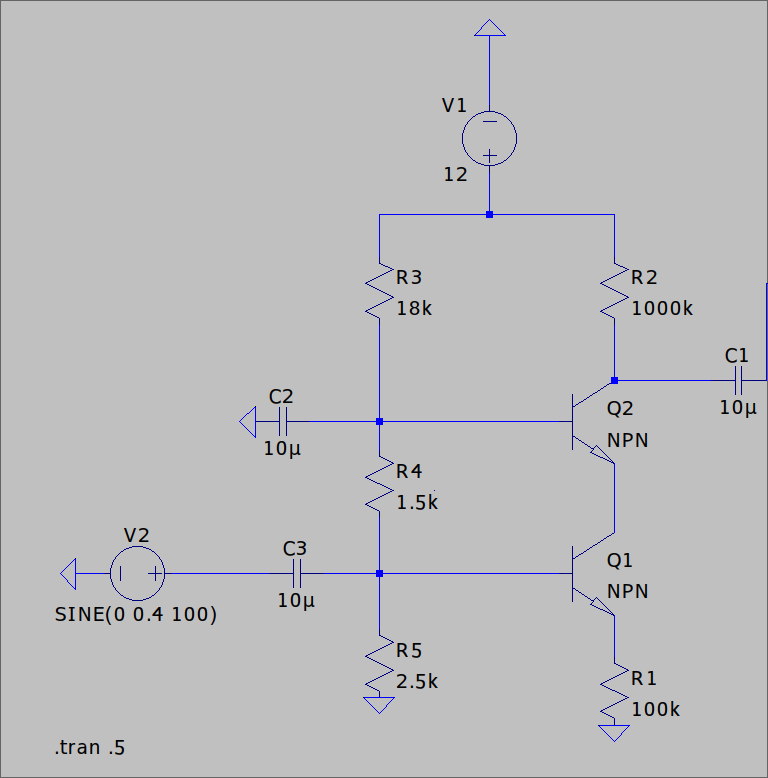 V1
12
R3
18k
R2
1000k
C1
10µ
C2
10µ
Q2
NPN
R4
1.5k
V2
SINE(0 0.4 100)
C3
10µ
Q1
NPN
R5
2.5k
R1
100k
.tran .5